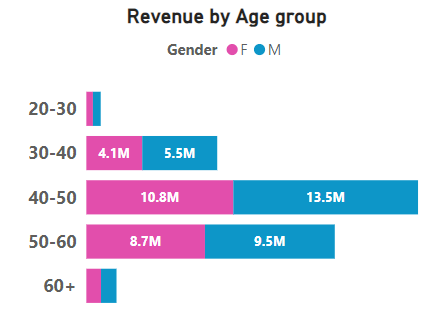 Revenue by Age group
Gender F M
20-30
30-40 4.1M 5.5M
40-50 10.8M 13.5M
50-60 8.7M 9.5M
60+